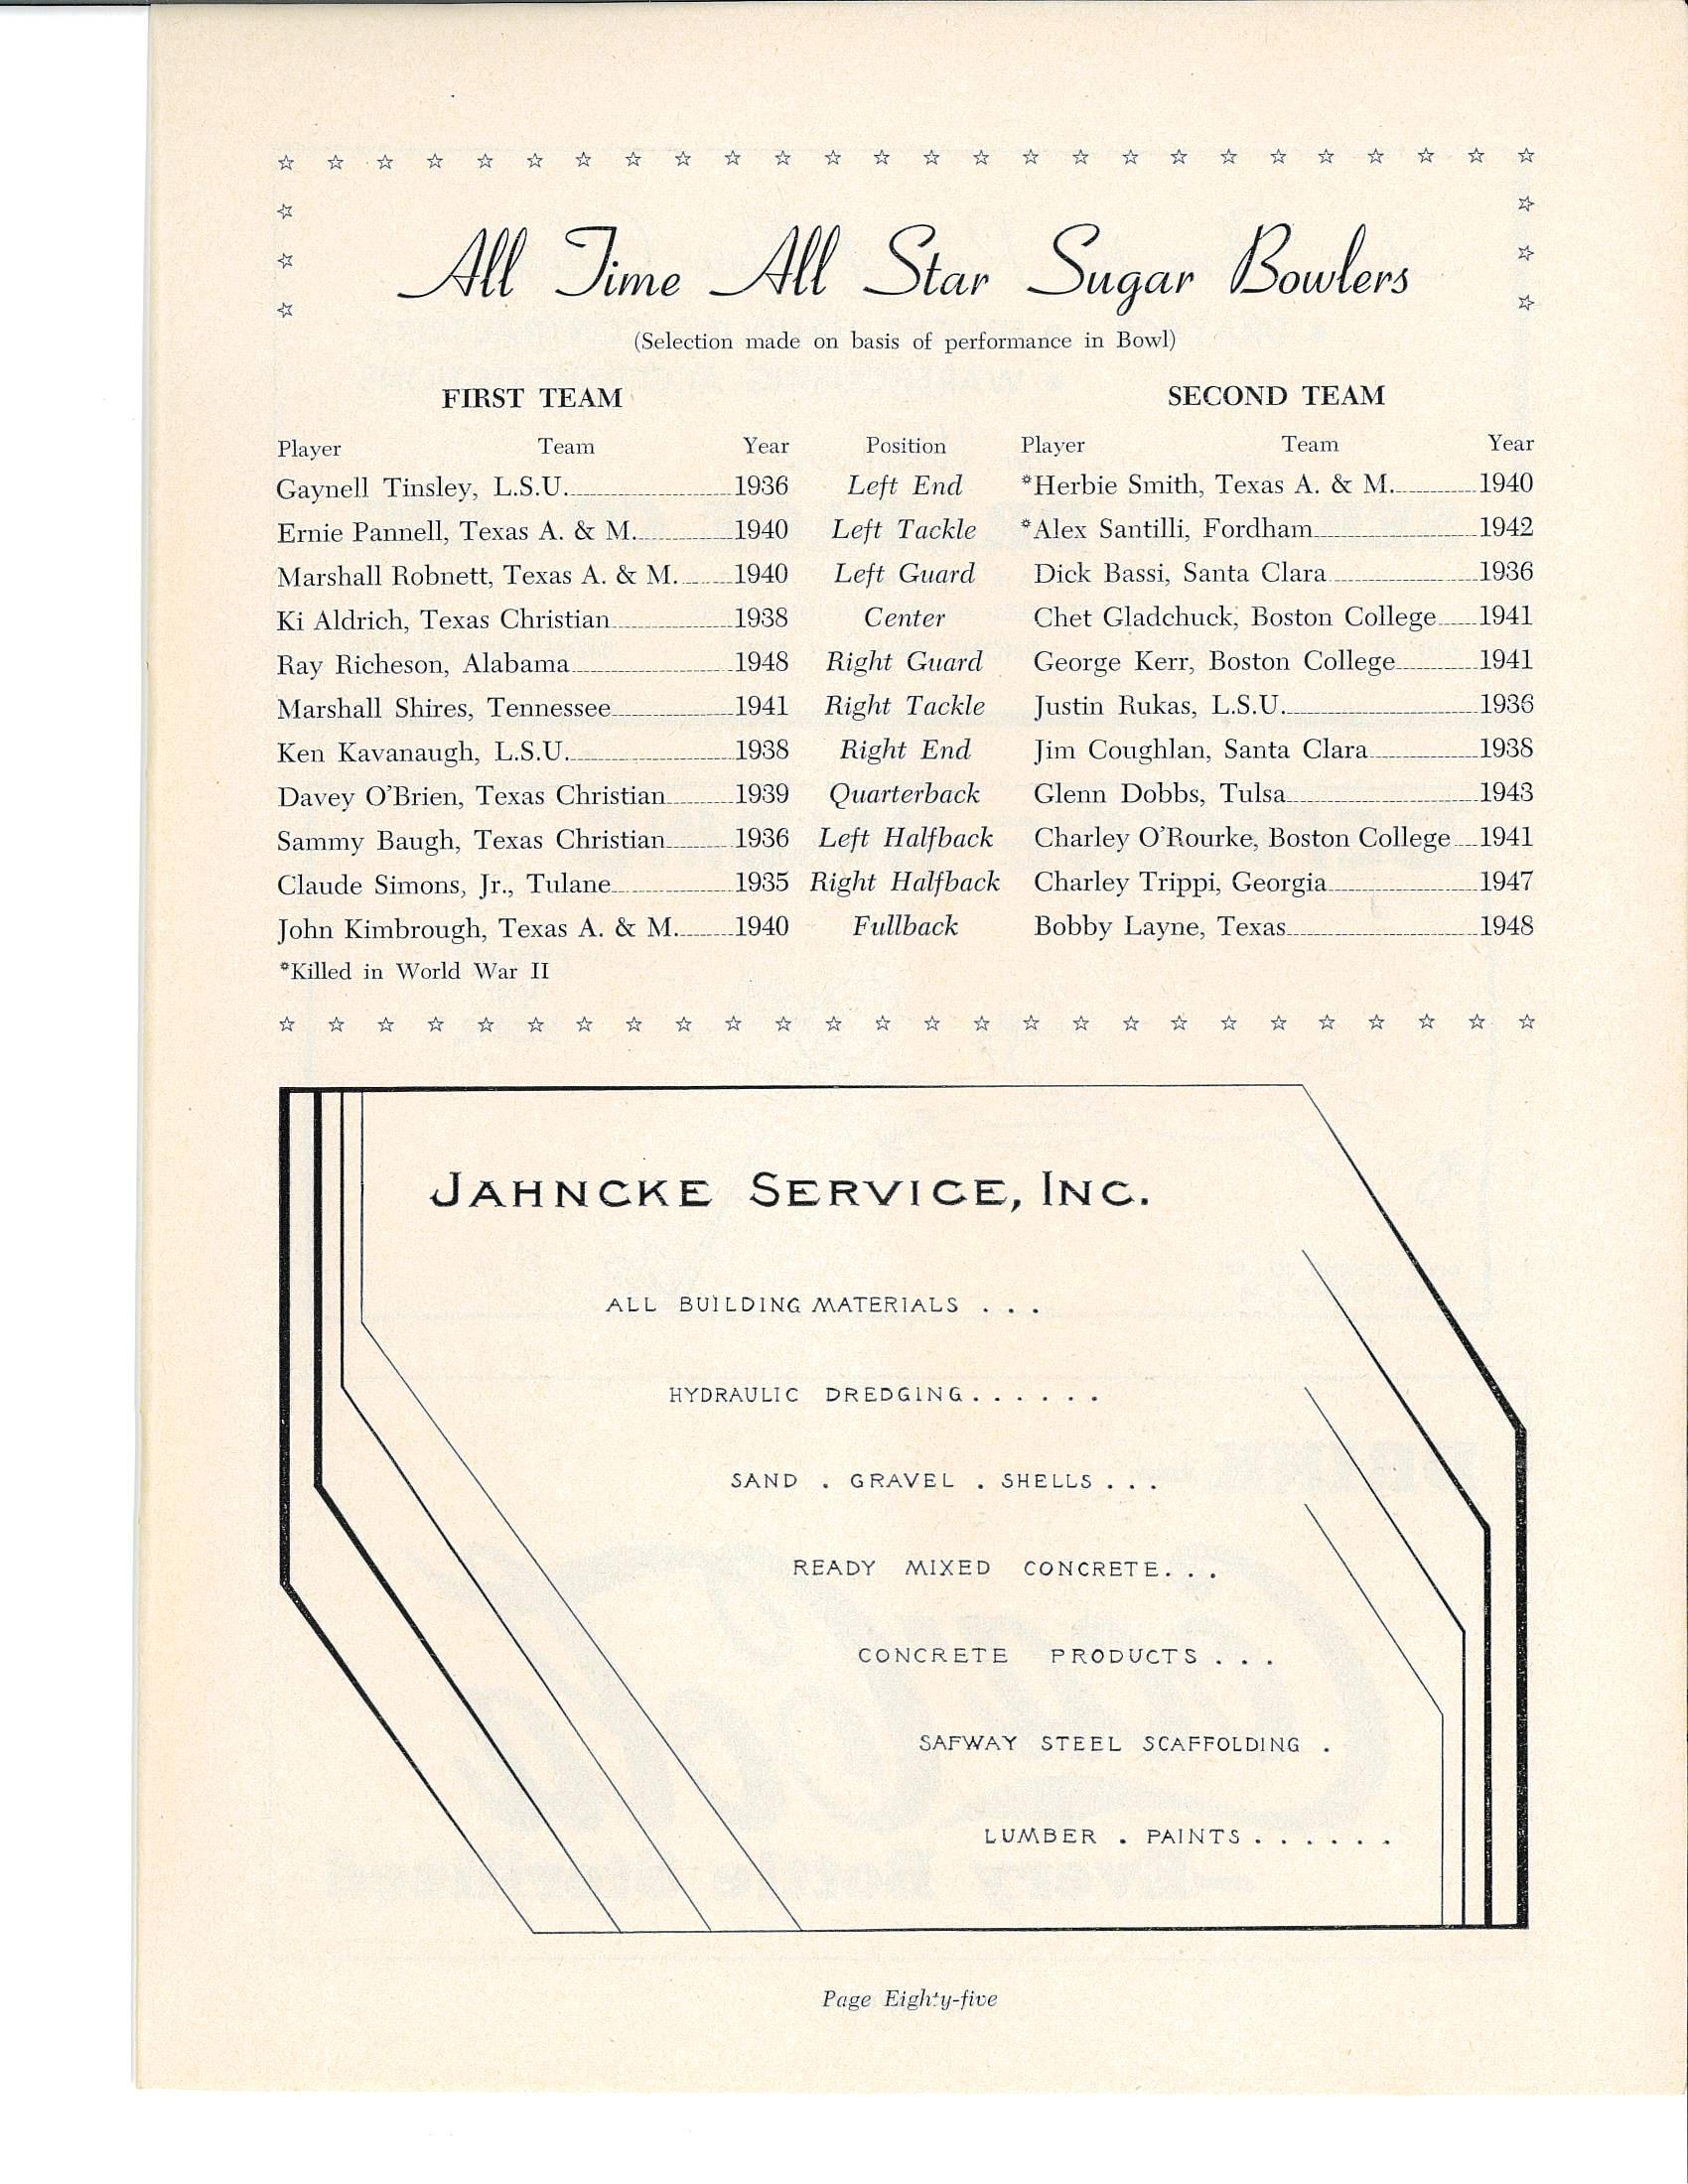 All Time All Star Sugar Bowlers
(Selection made on basis of performance in Bowl)
FIRST TEAM SECOND TEAM
Player Team Year Position Player Team Year
Gaynell Tinsley, L.S.U. 1936 Left End *Herbie Smith, Texas A. & M. 1940
Ernie Pannell, Texas A. & M. 1940 Left Tackle *Alex Santilli, Fordham 1942
Marshall Robnett, Texas A. & M. 1940 Left Guard Dick Bassi, Santa Clara 1936
Ki Aldrich, Texas Christian 1938 Center Chet Gladchuck, Boston College 1941
Ray Richeson, Alabama 1948 Right Guard George Kerr, Boston College 1941
Marshall Shires, Tennessee 1941 Right Tackle Justin Rukas, L.S.U. 1936
Ken Kavanaugh, L.S.U. 1938 Right End Jim Coughlan, Santa Clara 1938
Davey O'Brien, Texas Christian 1939 Quarterback Glenn Dobbs, Tulsa 1943
Sammy Baugh, Texas Christian 1936 Left Halfback Charley O'Rourke, Boston College 1941
Claude Simons, Jr., Tulane 1935 Right Halfback Charley Trippi, Georgia 1947
John Kimbrough, Texas A. & M. 1940 Fullback Bobby Layne, Texas 1948
*Killed in World War II
JAHNCKE SERVICE, INC.
ALL BUILDING MATERIALS . . .
HYDRAULIC DREDGING . . . . . .
SAND . GRAVEL . SHELLS . . .
READY MIXED CONCRETE. . .
CONCRETE PRODUCTS . . .
SAFWAY STEEL SCAFFOLDING .
LUMBER . PAINTS . . . . . .
Page Eighty-five